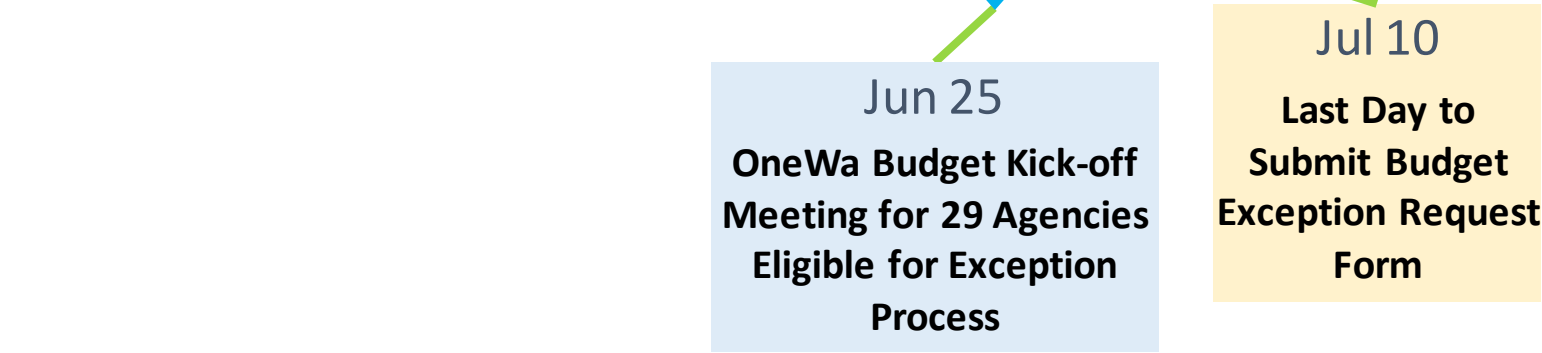 Jun 25
OneWa Budget Kick-off
Meeting for 29 Agencies
Eligible for Exception
Process
Jul 10
Last Day to
Submit Budget
Exception Request
Form